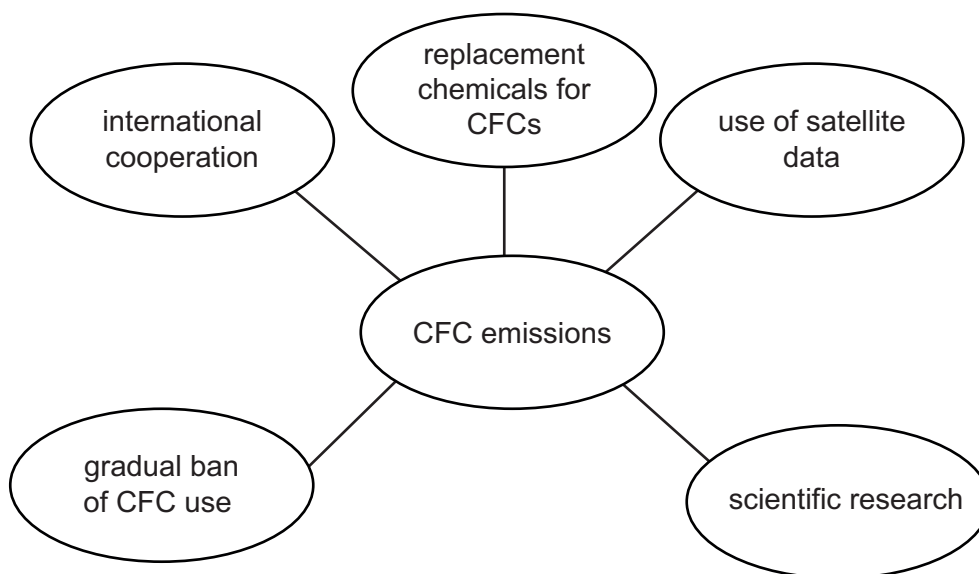 replacement
chemicals for
CFCs
international
cooperation
use of satellite
data
CFC emissions
gradual ban
of CFC use
scientific research